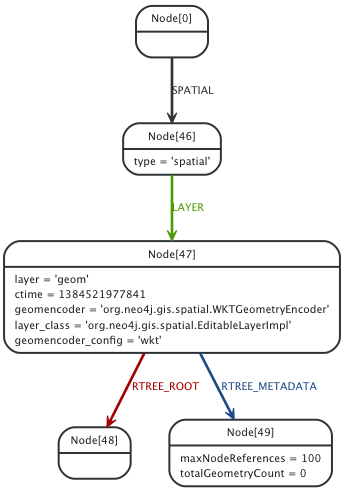 Node[0]
SPATIAL
Node[46]
type = 'spatial'
LAYER
Node[47]
layer = 'geom'
ctime = 1384521977841
geomencoder = 'org.neo4j.gis.spatial.WKTGeometryEncoder'
layer_class = 'org.neo4j.gis.spatial.EditableLayerImpl'
geomencoder_config = 'wkt'
RTREE_ROOT
RTREE_METADATA
Node[48]
Node[49]
maxNodeReferences = 100
totalGeometryCount = 0